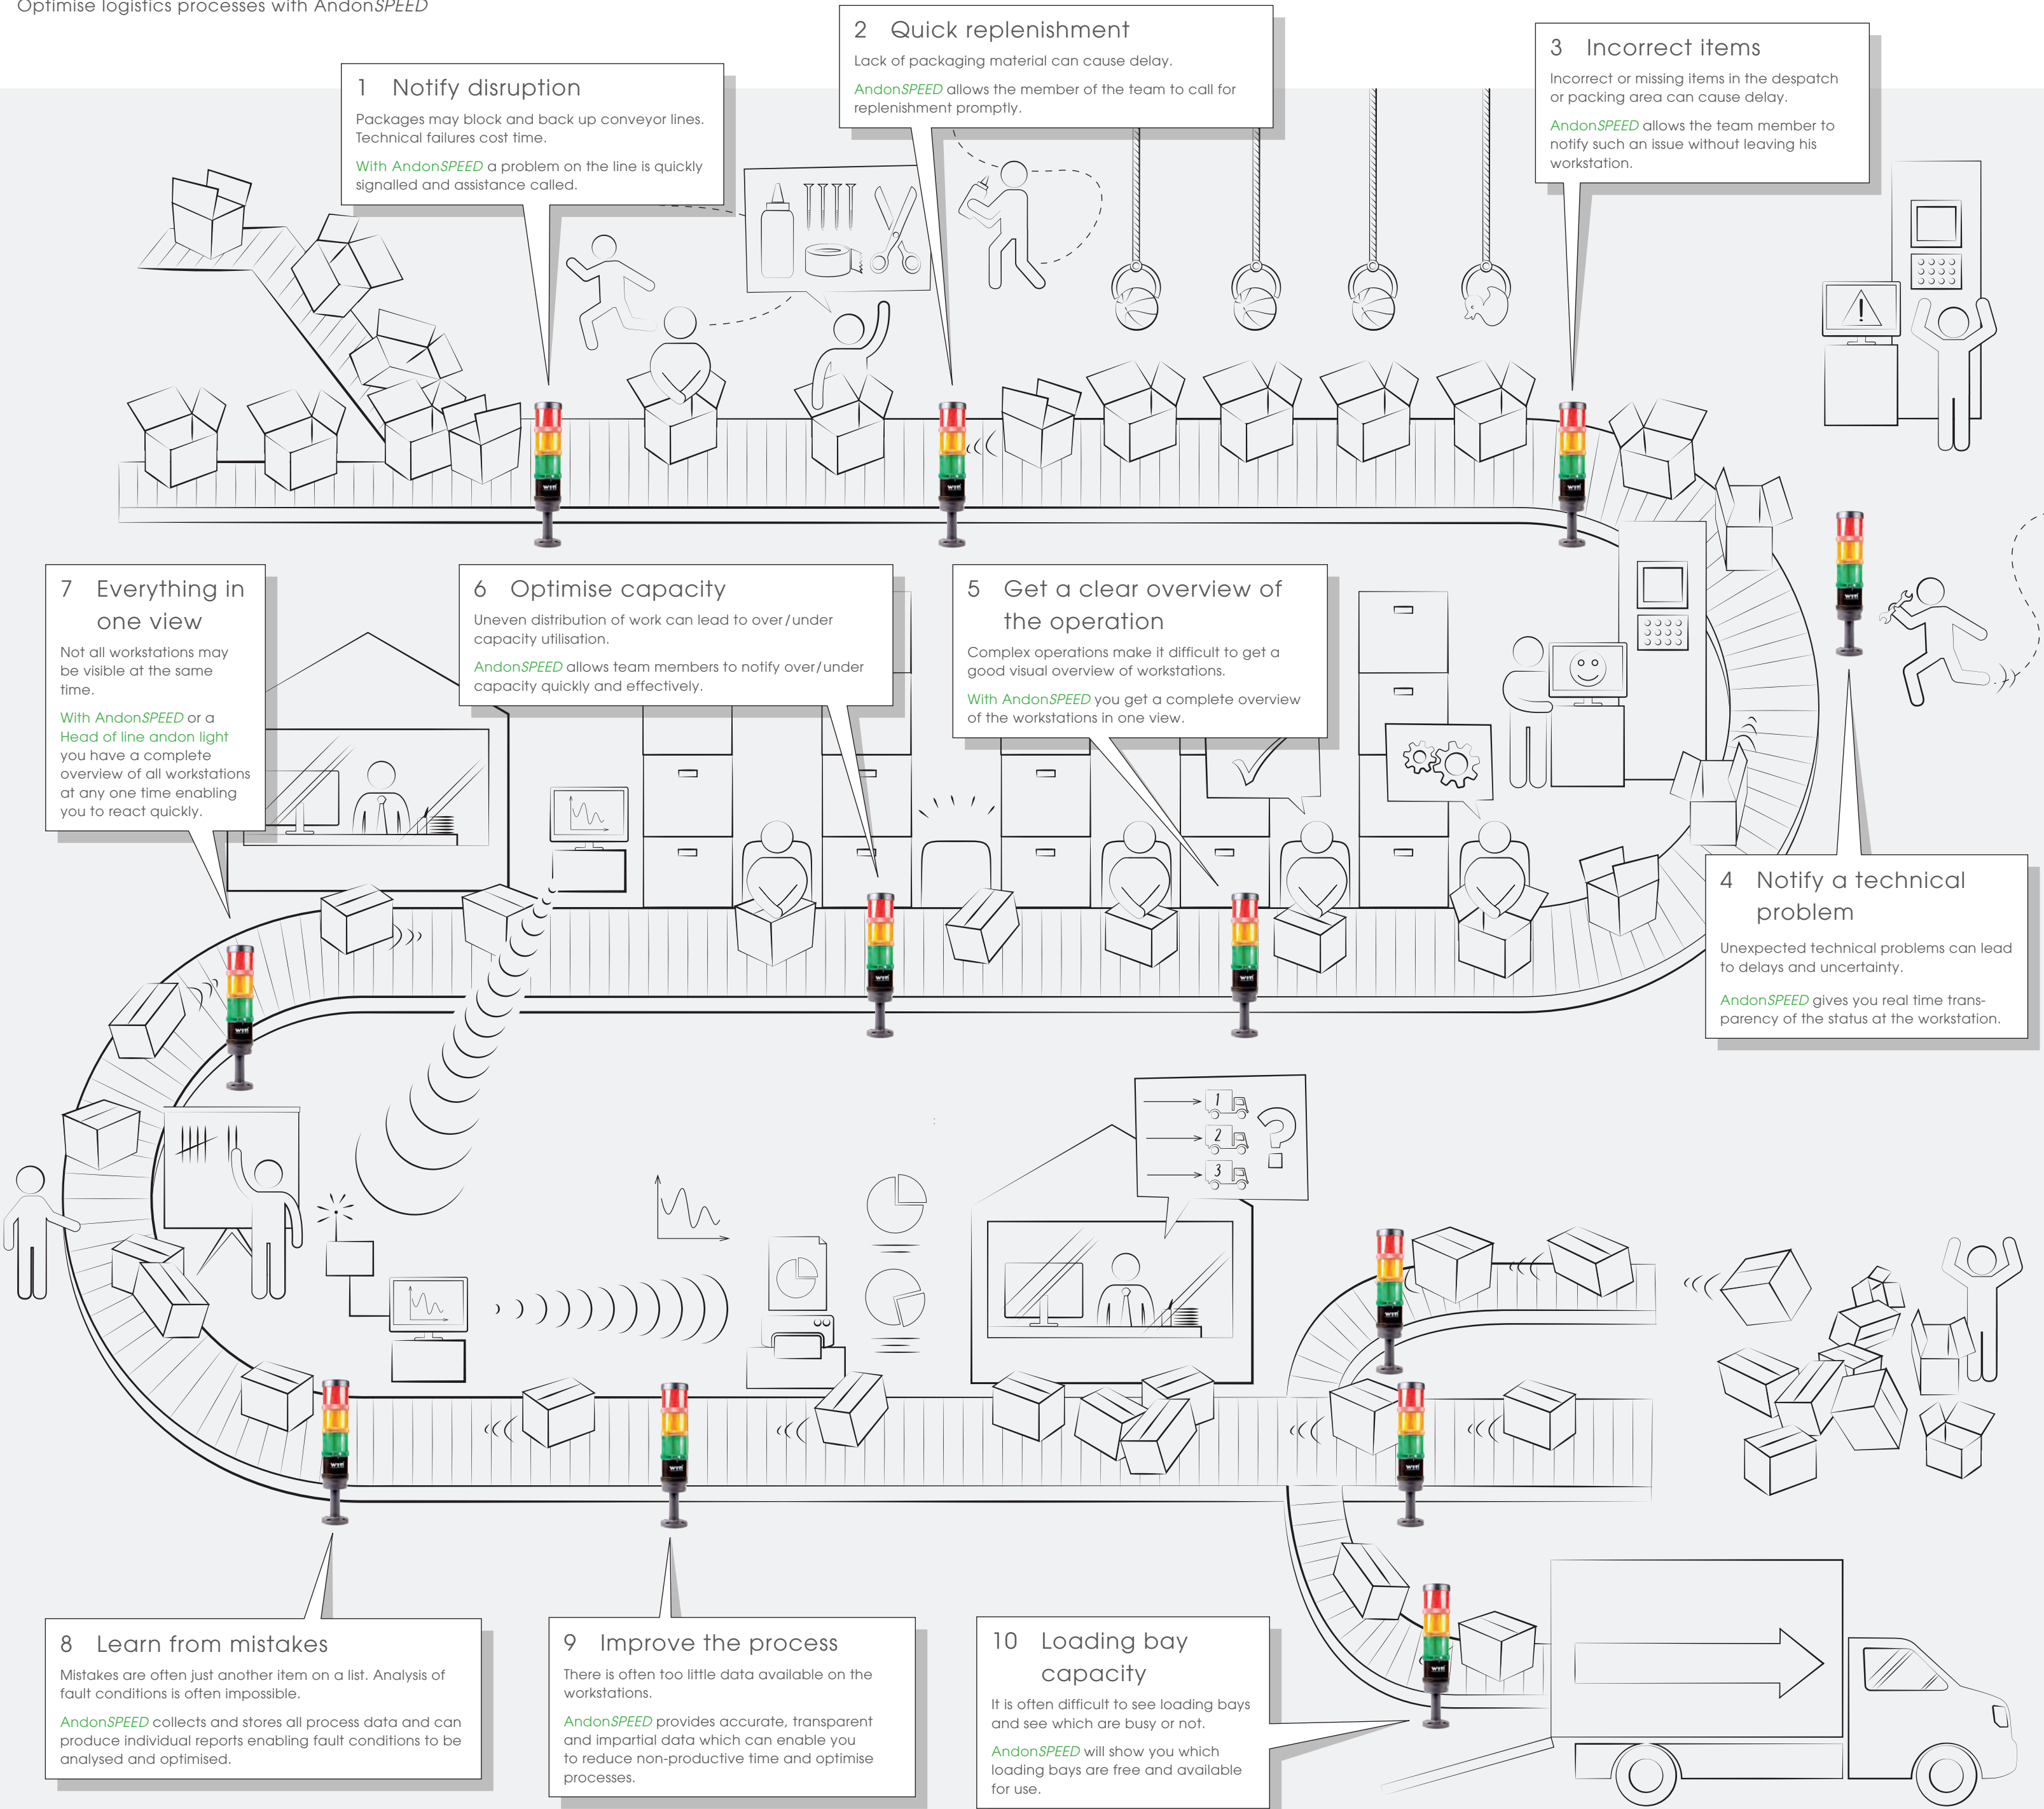 Optimise logistics processes with AndonSPEED
1 Notify disruption
Packages may block and back up conveyor lines.
Technical failures cost time.
With AndonSPEED a problem on the line is quickly
signalled and assistance called.
2 Quick replenishment
Lack of packaging material can cause delay.
AndonSPEED allows the member of the team to call for
replenishment promptly.
3 Incorrect items
Incorrect or missing items in the despatch
or packing area can cause delay.
AndonSPEED allows the team member to
notify such an issue without leaving his
workstation.
!
7 Everything in
one view
Not all workstations may
be visible at the same
time.
With AndonSPEED or a
Head of line andon light
you have a complete
overview of all workstations
at any one time enabling
you to react quickly.
6 Optimise capacity
Uneven distribution of work can lead to over/under
capacity utilisation.
AndonSPEED allows team members to notify over/under
capacity quickly and effectively.
5 Get a clear overview of
the operation
Complex operations make it difficult to get a
good visual overview of workstations.
With AndonSPEED you get a complete overview
of the workstations in one view.
4 Notify a technical
problem
Unexpected technical problems can lead
to delays and uncertainty.
AndonSPEED gives you real time trans-
parency of the status at the workstation.
1
2
3
?
8 Learn from mistakes
Mistakes are often just another item on a list. Analysis of
fault conditions is often impossible.
AndonSPEED collects and stores all process data and can
produce individual reports enabling fault conditions to be
analysed and optimised.
9 Improve the process
There is often too little data available on the
workstations.
AndonSPEED provides accurate, transparent
and impartial data which can enable you
to reduce non-productive time and optimise
processes.
10 Loading bay
capacity
It is often difficult to see loading bays
and see which are busy or not.
AndonSPEED will show you which
loading bays are free and available
for use.